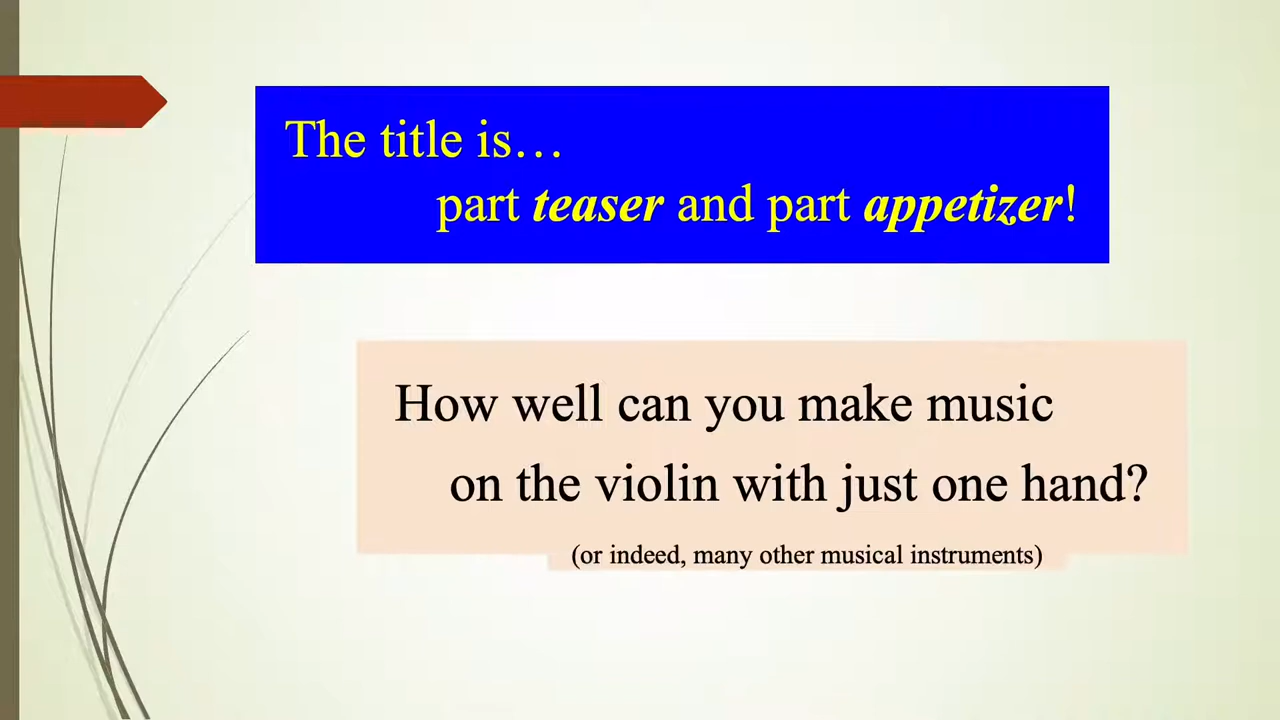 The title is…
part teaser and part appetizer!
How well can you make music
on the violin with just one hand?
(or indeed, many other musical instruments)